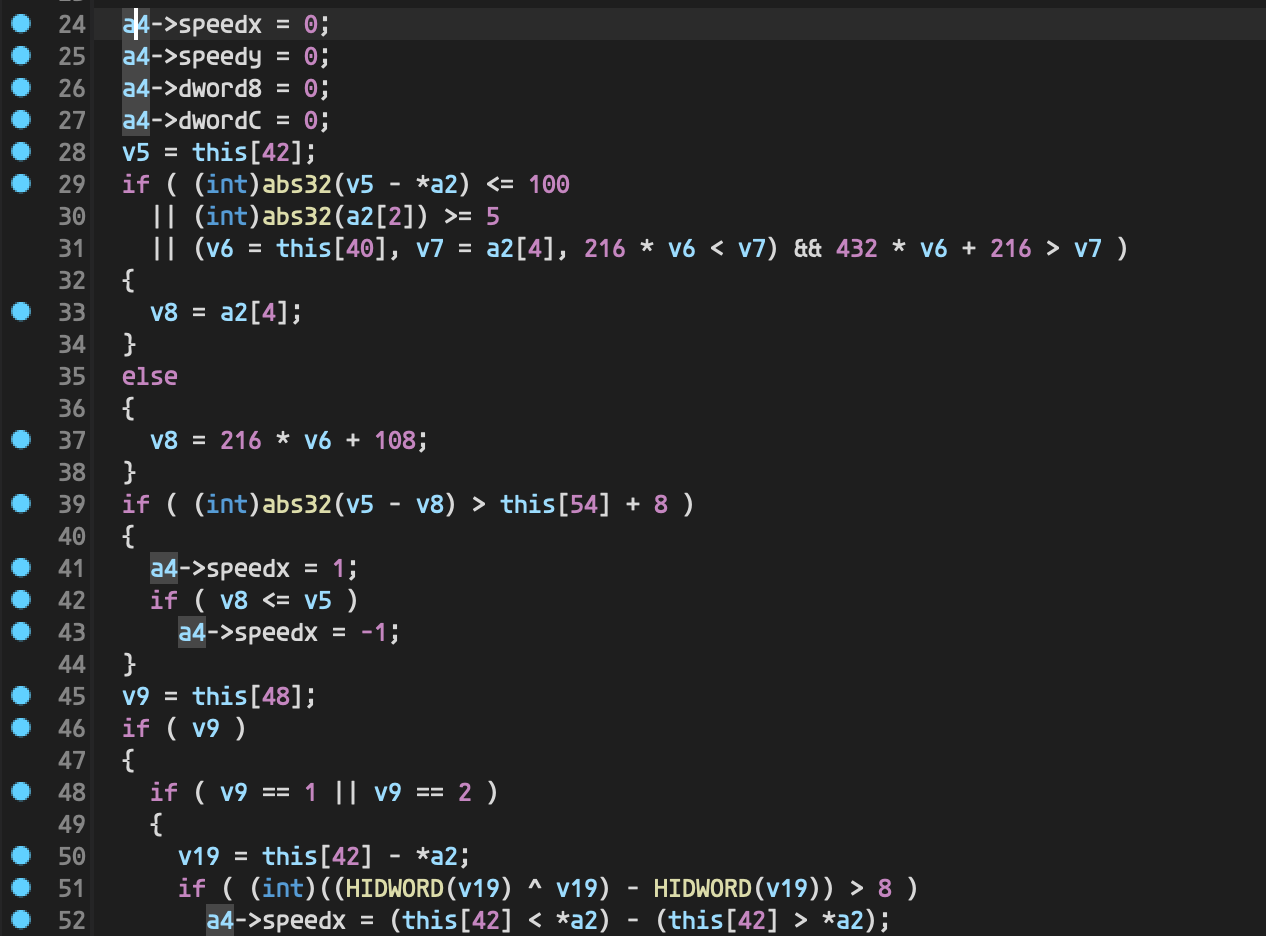 24 a4->speedx = 0;
25 a4->speedy = 0;
26 a4->dword8 = 0;
27 a4->dwordC = 0;
28 v5 = this[42];
29 if ( (int)abs32(v5 - *a2) <= 100
30 || (int)abs32(a2[2]) >= 5
31 || (v6 = this[40], v7 = a2[4], 216 * v6 < v7) && 432 * v6 + 216 > v7 )
32 {
33 v8 = a2[4];
34 }
35 else
36 {
37 v8 = 216 * v6 + 108;
38 }
39 if ( (int)abs32(v5 - v8) > this[54] + 8 )
40 {
41 a4->speedx = 1;
42 if ( v8 <= v5 )
43 a4->speedx = -1;
44 }
45 v9 = this[48];
46 if ( v9 )
47 {
48 if ( v9 == 1 || v9 == 2 )
49 {
50 v19 = this[42] - *a2;
51 if ( (int)((HIDWORD(v19) ^ v19) - HIDWORD(v19)) > 8 )
52 a4->speedx = (this[42] < *a2) - (this[42] > *a2);